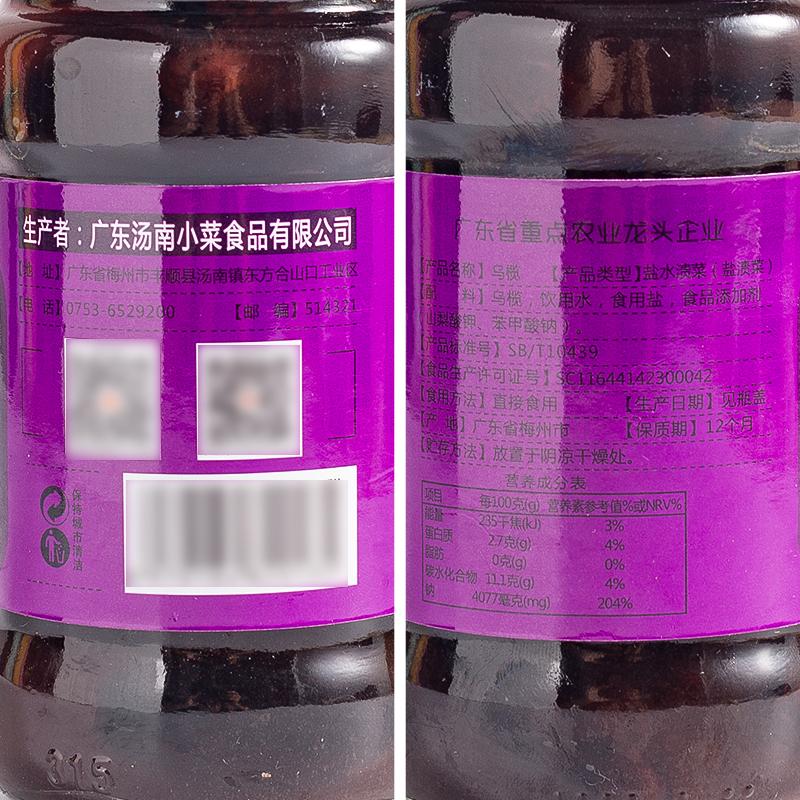 生产者：广东汤南小菜食品有限公司
【地 址】广东省梅州市丰顺县汤南镇东方合山口工业区
【电 话】0753-6529200 【邮 编】514321
保持城市清洁
315
广东省重点农业龙头企业
【产品名称】乌榄 【产品类型】盐水渍菜（盐渍菜）
【配 料】乌榄，饮用水，食用盐，食品添加剂
（山梨酸钾、苯甲酸钠）。
【产品标准号】SB/T10439
【食品生产许可证号】SC11644142300042
【食用方法】直接食用 【生产日期】见瓶盖
【产 地】广东省梅州市 【保质期】12个月
【贮存方法】放置于阴凉干燥处。
营养成分表
项目 每100克(g) 营养素参考值%或NRV%
能量 235千焦(kJ) 3%
蛋白质 2.7克(g) 4%
脂肪 0克(g) 0%
碳水化合物 11.1克(g) 4%
钠 4077毫克(mg) 204%